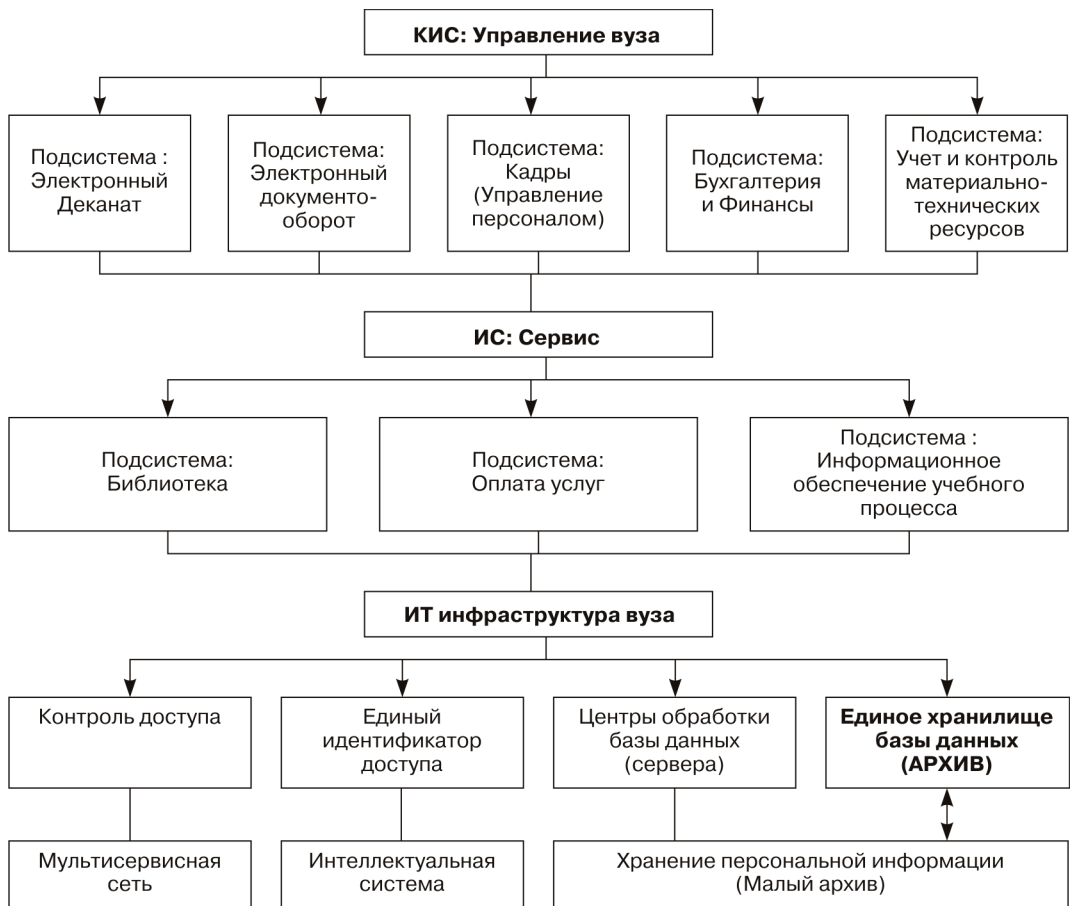 КИС: Управление вуза
Подсистема :
Электронный
Деканат
Подсистема:
Электронный
документо-
оборот
Подсистема:
Кадры
(Управление
персоналом)
Подсистема:
Бухгалтерия
и Финансы
Подсистема:
Учет и контроль
материально-
технических
ресурсов
ИС: Сервис
Подсистема:
Библиотека
Подсистема:
Оплата услуг
Подсистема :
Информационное
обеспечение учебного
процесса
ИТ инфраструктура вуза
Контроль доступа
Единый
идентификатор
доступа
Центры обработки
базы данных
(сервера)
Единое хранилище
базы данных
(АРХИВ)
Мультисервисная
сеть
Интеллектуальная
система
Хранение персональной информации
(Малый архив)